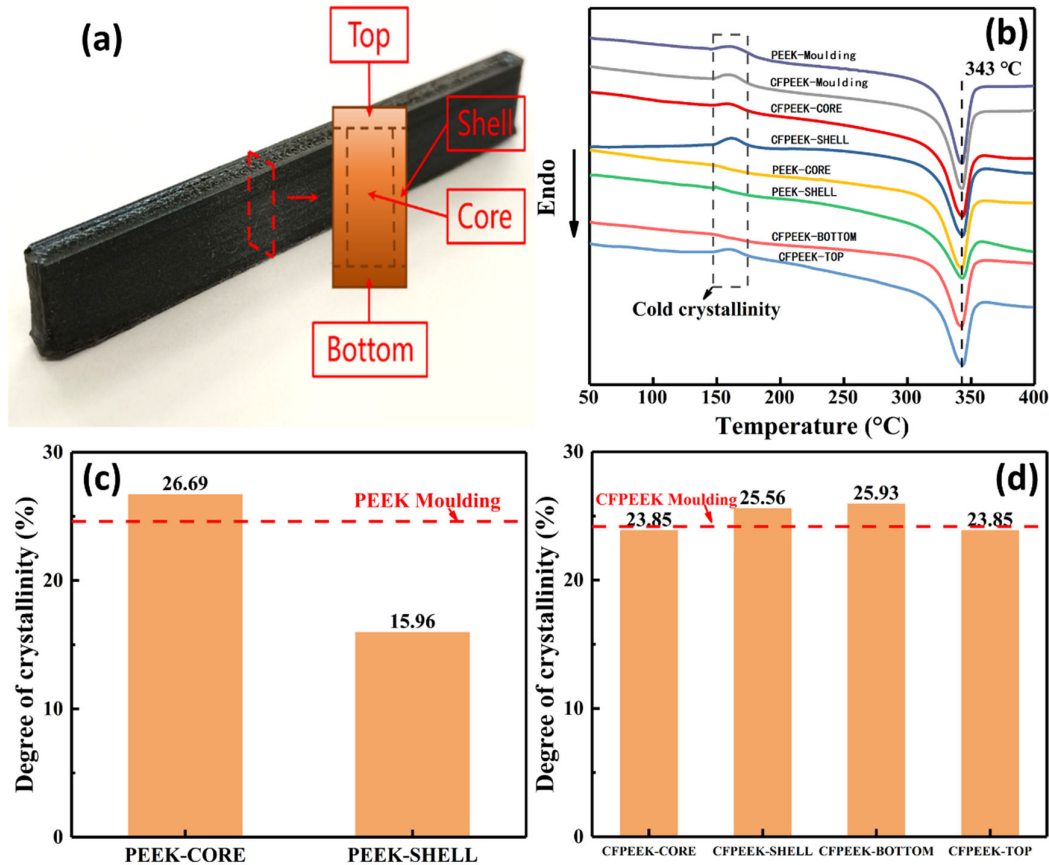 (a)
Top
Shell
Core
Bottom
(b)
343 ℃
PEEK-Moulding
CFPEEK-Moulding
CFPEEK-CORE
CFPEEK-SHELL
PEEK-CORE
PEEK-SHELL
CFPEEK-BOTTOM
CFPEEK-TOP
Cold crystallinity
Endo
50 100 150 200 250 300 350 400
Temperature (°C)
(c)
30
20
10
0
Degree of crystallinity (%)
26.69
PEEK Moulding
15.96
PEEK-CORE PEEK-SHELL
(d)
30
20
10
0
Degree of crystallinity (%)
CFPEEK Moulding
23.85 25.56 25.93 23.85
CFPEEK-CORE CFPEEK-SHELL CFPEEK-BOTTOM CFPEEK-TOP